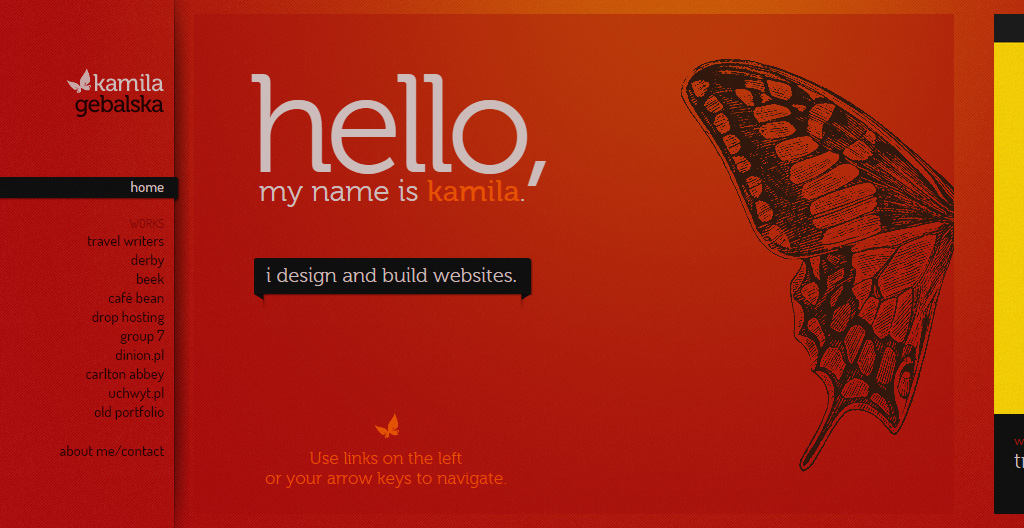 kamila
gebalska
home
WORKS
travel writers
derby
beek
café bean
drop hosting
group 7
dinion.pl
carlton abbey
uchwyt.pl
old portfolio
about me/contact
hello,
my name is kamila.
i design and build websites.
Use links on the left
or your arrow keys to navigate.